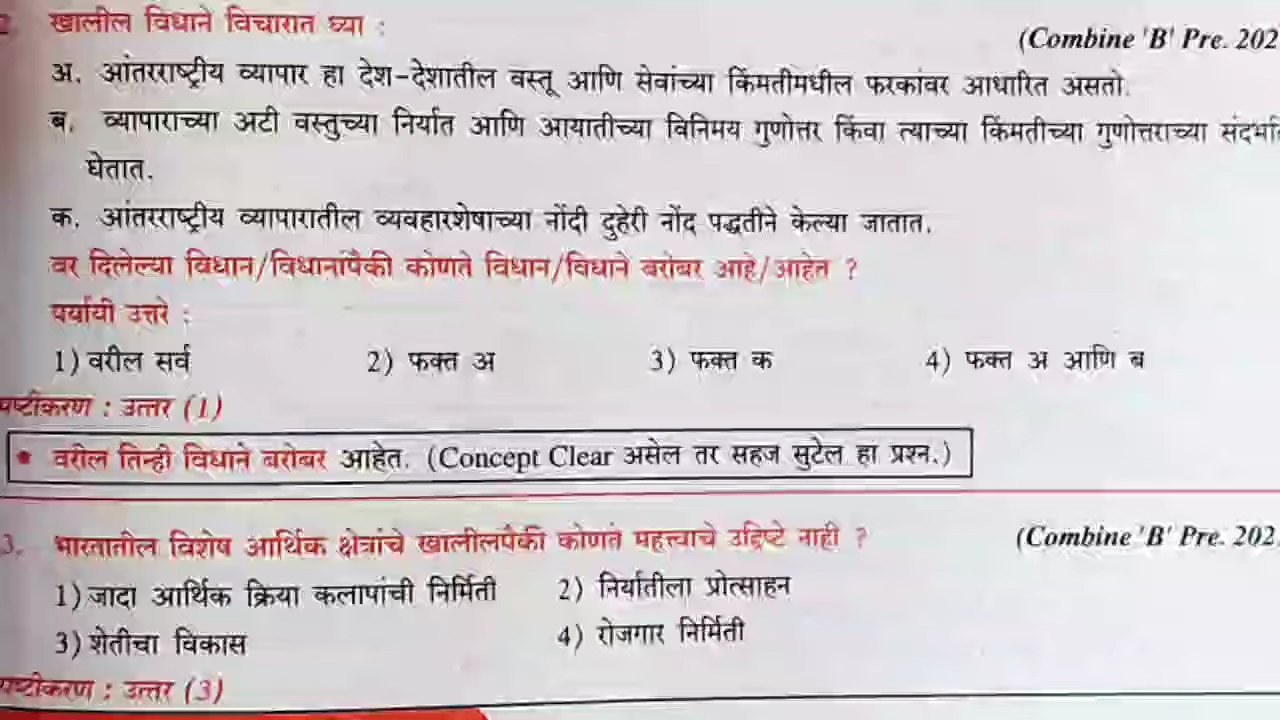 2. खालील विधाने विचारात घ्या :
(Combine 'B' Pre. 202
अ. आंतरराष्ट्रीय व्यापार हा देश-देशातील वस्तू आणि सेवांच्या किंमतीमधील फरकांवर आधारित असतो.
ब. व्यापाराच्या अटी वस्तुच्या निर्यात आणि आयातीच्या विनिमय गुणोत्तर किंवा त्याच्या किंमतीच्या गुणोत्तराच्या
घेतात.
क. आंतरराष्ट्रीय व्यापारातील व्यवहारशेषाच्या नोंदी दुहेरी नोंद पद्धतीने केल्या जातात.
वर दिलेल्या विधान/विधानांपैकी कोणते विधान/विधाने बरोबर आहे/आहेत ?
पर्यायी उत्तरे :
1) वरील सर्व 2) फक्त अ 3) फक्त क 4) फक्त अ आणि ब
ष्टीकरण : उत्तर (1)
• वरील तिन्ही विधाने बरोबर आहेत. (Concept Clear असेल तर सहज सुटेल हा प्रश्न.)
3. भारतातील विशेष आर्थिक क्षेत्रांचे खालीलपैकी कोणते महत्त्वाचे उद्दिष्टे नाही ?
(Combine 'B' Pre. 202
1) जादा आर्थिक क्रिया कलापांची निर्मिती 2) निर्यातीला प्रोत्साहन
3) शेतीचा विकास 4) रोजगार निर्मिती
ष्टीकरण : उत्तर (3)